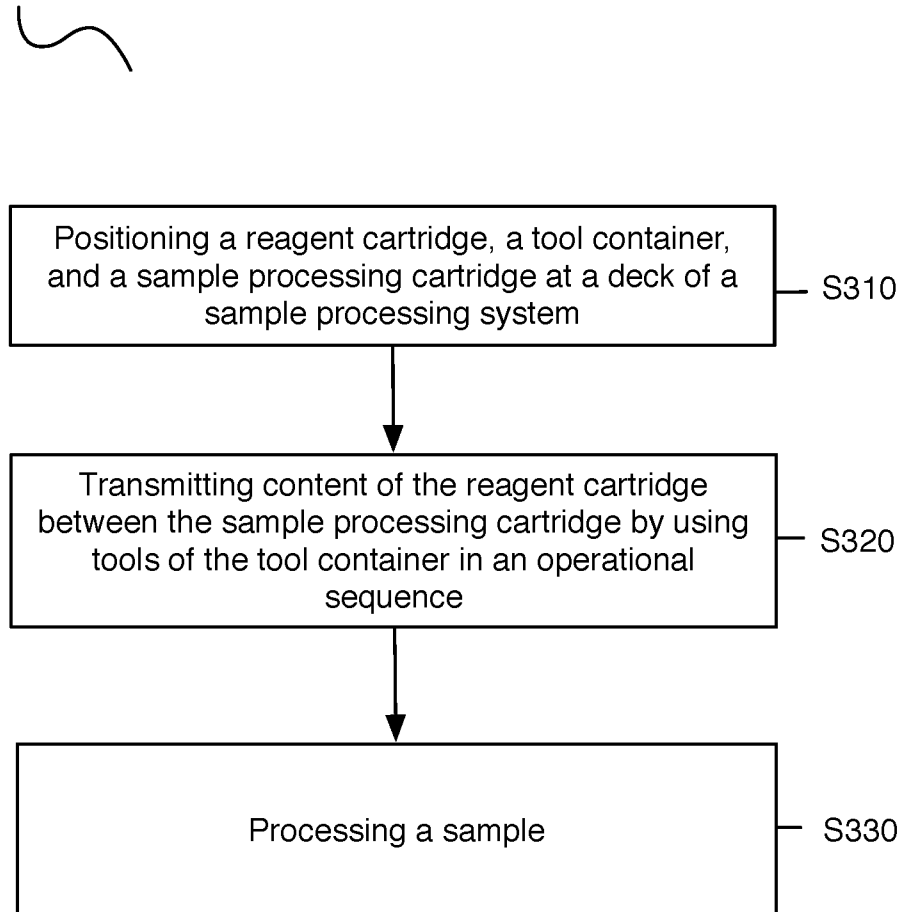 Positioning a reagent cartridge, a tool container,
and a sample processing cartridge at a deck of a
sample processing system
S310
Transmitting content of the reagent cartridge
between the sample processing cartridge by using
tools of the tool container in an operational
sequence
S320
Processing a sample
S330